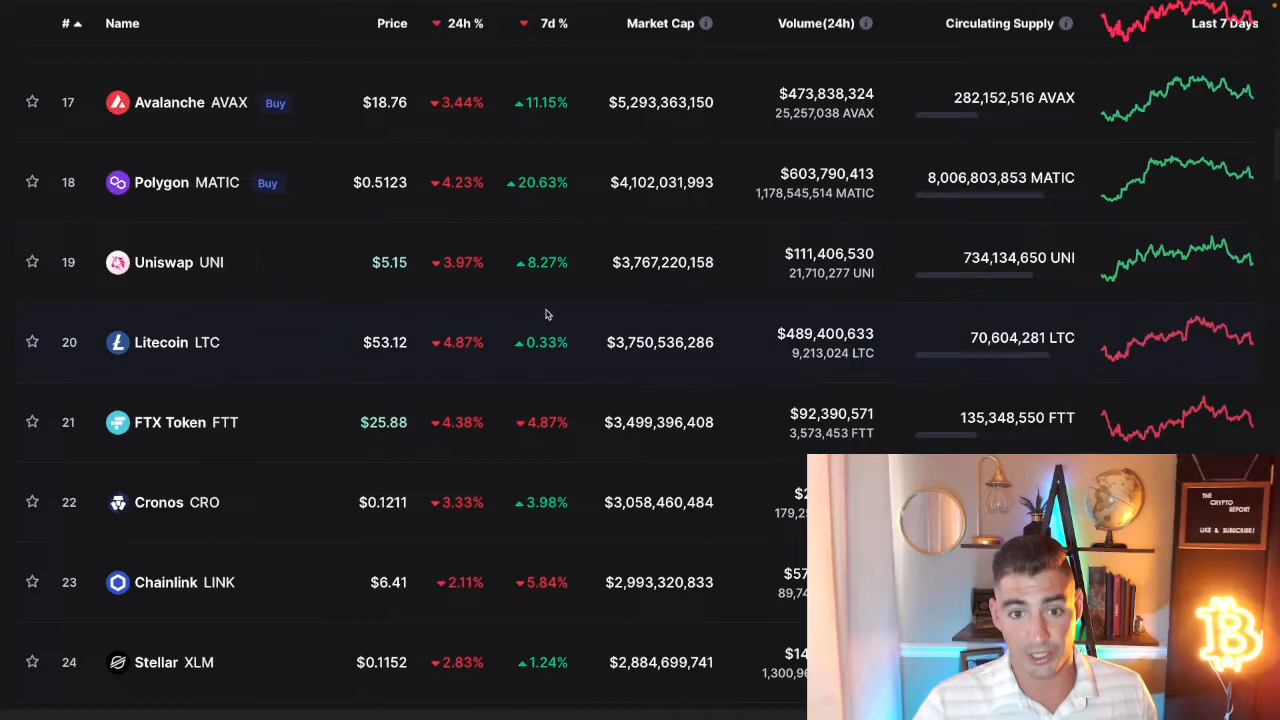 # Name Price 24h % 7d % Market Cap Volume(24h) Circulating Supply Last 7 Days
17 Avalanche AVAX Buy $18.76 3.44% 11.15% $5,293,363,150 $473,838,324 282,152,516 AVAX
25,257,038 AVAX
18 Polygon MATIC Buy $0.5123 4.23% 20.63% $4,102,031,993 $603,790,413 8,006,803,853 MATIC
1,178,545,514 MATIC
19 Uniswap UNI $5.15 3.97% 8.27% $3,767,220,158 $111,406,530 734,134,650 UNI
21,710,277 UNI
20 Litecoin LTC $53.12 4.87% 0.33% $3,750,536,286 $489,400,633 70,604,281 LTC
9,213,024 LTC
21 FTX Token FTT $25.88 4.38% 4.87% $3,499,396,408 $92,390,571 135,348,550 FTT
3,573,453 FTT
22 Cronos CRO $0.1211 3.33% 3.98% $3,058,460,484
23 Chainlink LINK $6.41 2.11% 5.84% $2,993,320,833
24 Stellar XLM $0.1152 2.83% 1.24% $2,884,699,741
THE
CRYPTO
REPORT
LIKE & SUBSCRIBE!